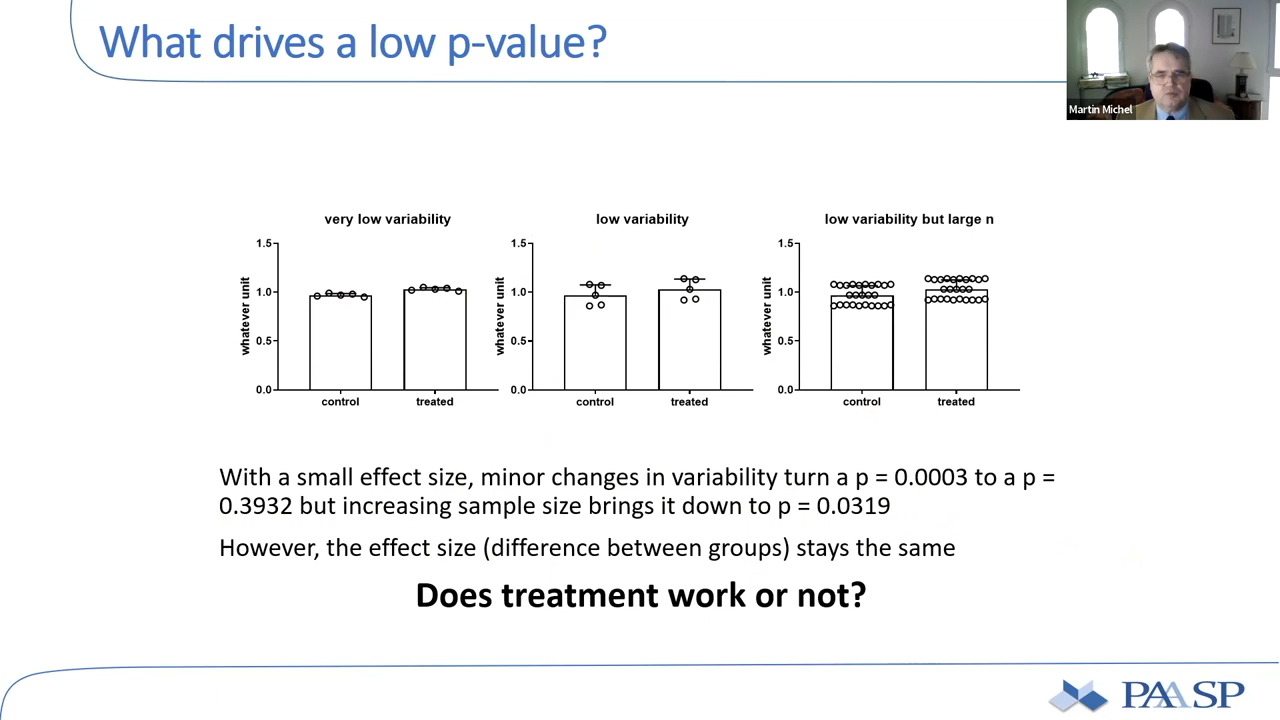 What drives a low p-value?
Martin Michel
very low variability
1.5
1.0
0.5
0.0
whatever unit
control
treated
low variability
1.5
1.0
0.5
0.0
whatever unit
control
treated
low variability but large n
1.5
1.0
0.5
0.0
whatever unit
control
treated
With a small effect size, minor changes in variability turn a p = 0.0003 to a p =
0.3932 but increasing sample size brings it down to p = 0.0319
However, the effect size (difference between groups) stays the same
Does treatment work or not?
PAASP